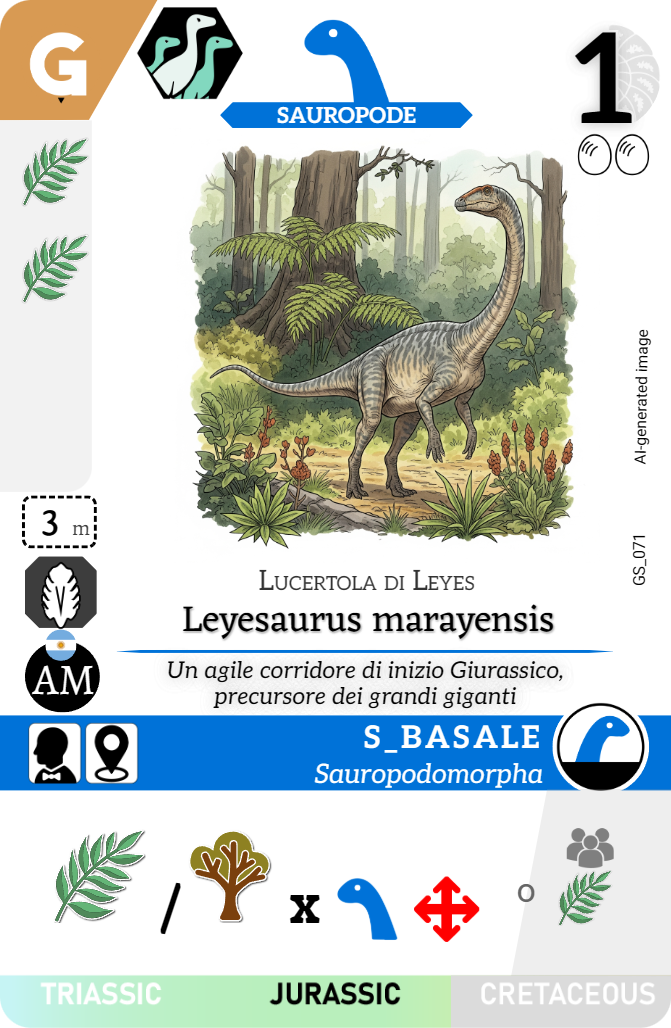 G
SAUROPODE
1
AI-generated image
GS_071
3 m
AM
Lucertola di Leyes
Leyesaurus marayensis
Un agile corridore di inizio Giurassico,
precursore dei grandi giganti
S_BASALE
Sauropodomorpha
/ x o
TRIASSIC JURASSIC CRETACEOUS